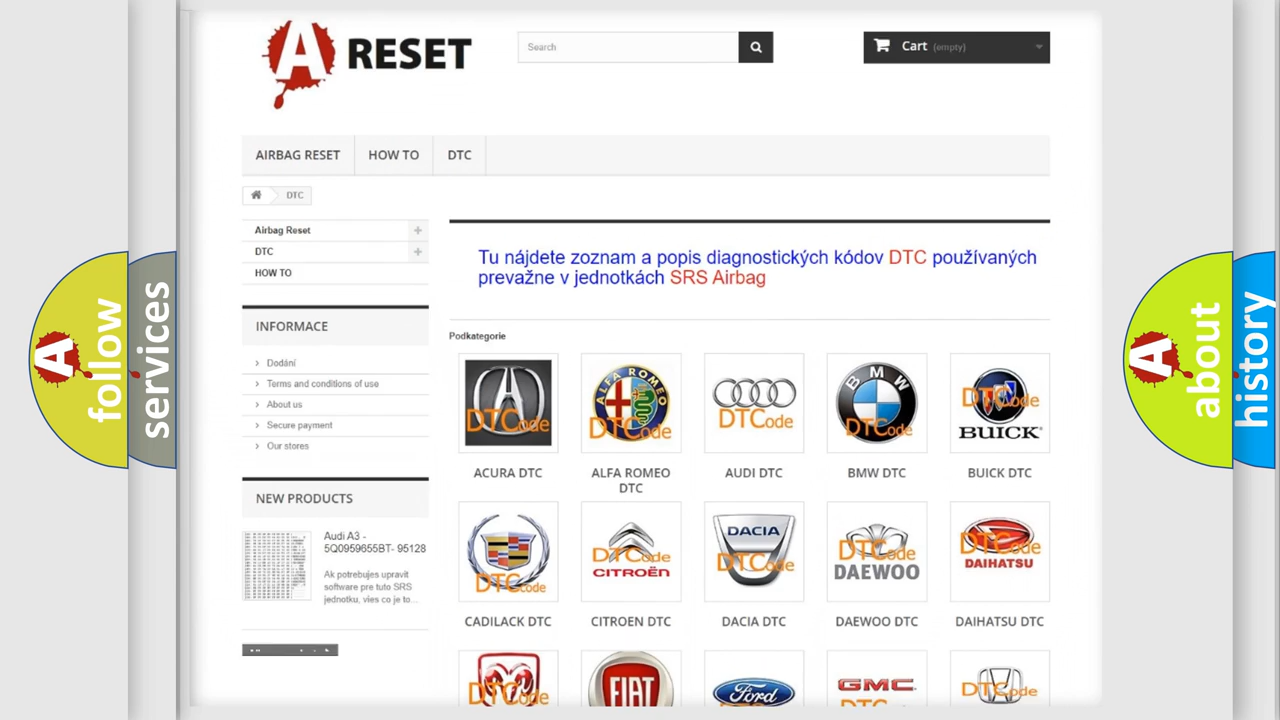 A RESET
Search
Cart (empty)
AIRBAG RESET
HOW TO
DTC
DTC
Airbag Reset
DTC
HOW TO
Tu nájdete zoznam a popis diagnostických kódov DTC používaných
prevažne v jednotkách SRS Airbag
INFORMACE
Podkategorie
Dodání
Terms and conditions of use
About us
Secure payment
Our stores
DTCode
ALFA ROMEO
DTCode
DTCode
BMW
DTCode
DTCode
BUICK
ACURA DTC
ALFA ROMEO
DTC
AUDI DTC
BMW DTC
BUICK DTC
NEW PRODUCTS
Audi A3 -
5Q0959655BT- 95128
Ak potrebujes upravit
software pre tuto SRS
jednotku, vies co je to...
DTCode
DTCode
CITROËN
DACIA
DTCode
DTCode
DAEWOO
DTCode
DAIHATSU
CADILACK DTC
CITROEN DTC
DACIA DTC
DAEWOO DTC
DAIHATSU DTC
DTCode
FIAT
Ford
GMC
DTCode
A follow
services
A about
history